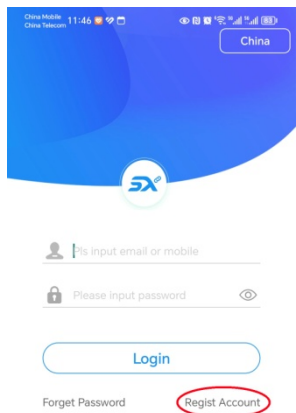 China Mobile
China Telecom 11:46
China
SX
Pls input email or mobile
Please input password
Login
Forget Password Regist Account